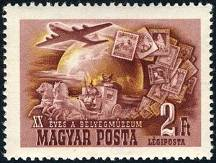 XX
ÉVES A BÉLYEGMÚZEUM
2 Ft
MAGYAR POSTA
LÉGIPOSTA